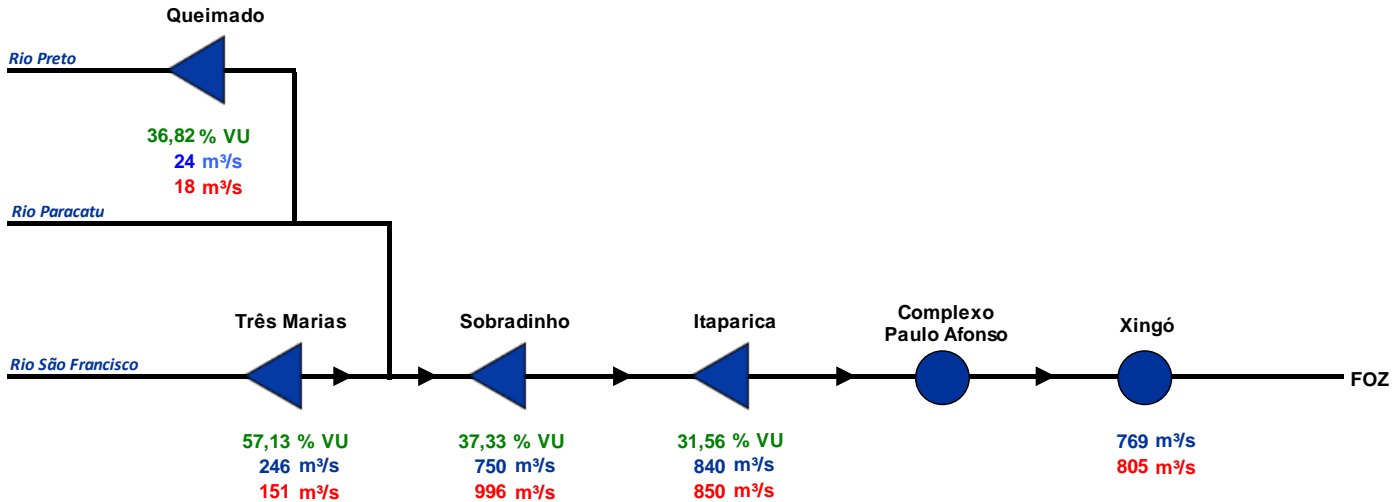 Queimado
Rio Preto
36,82 % VU
24 m³/s
18 m³/s
Rio Paracatu
Três Marias
Sobradinho
Itaparica
Complexo
Paulo Afonso
Xingó
Rio São Francisco
FOZ
57,13 % VU
246 m³/s
151 m³/s
37,33 % VU
750 m³/s
996 m³/s
31,56 % VU
840 m³/s
850 m³/s
769 m³/s
805 m³/s